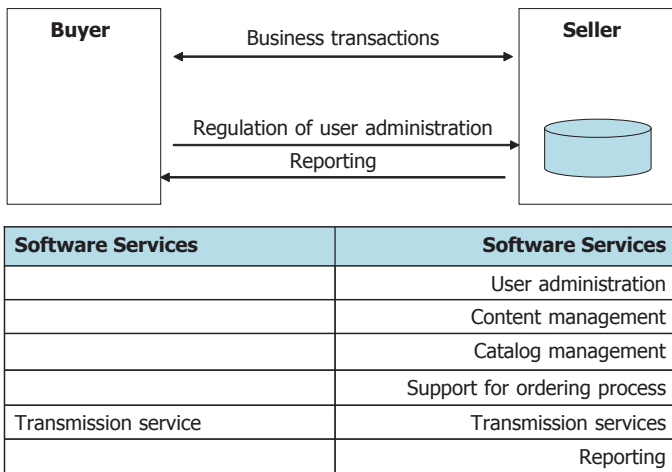 Buyer
Business transactions
Seller
Regulation of user administration
Reporting
Software Services Software Services
User administration
Content management
Catalog management
Support for ordering process
Transmission service Transmission services
Reporting